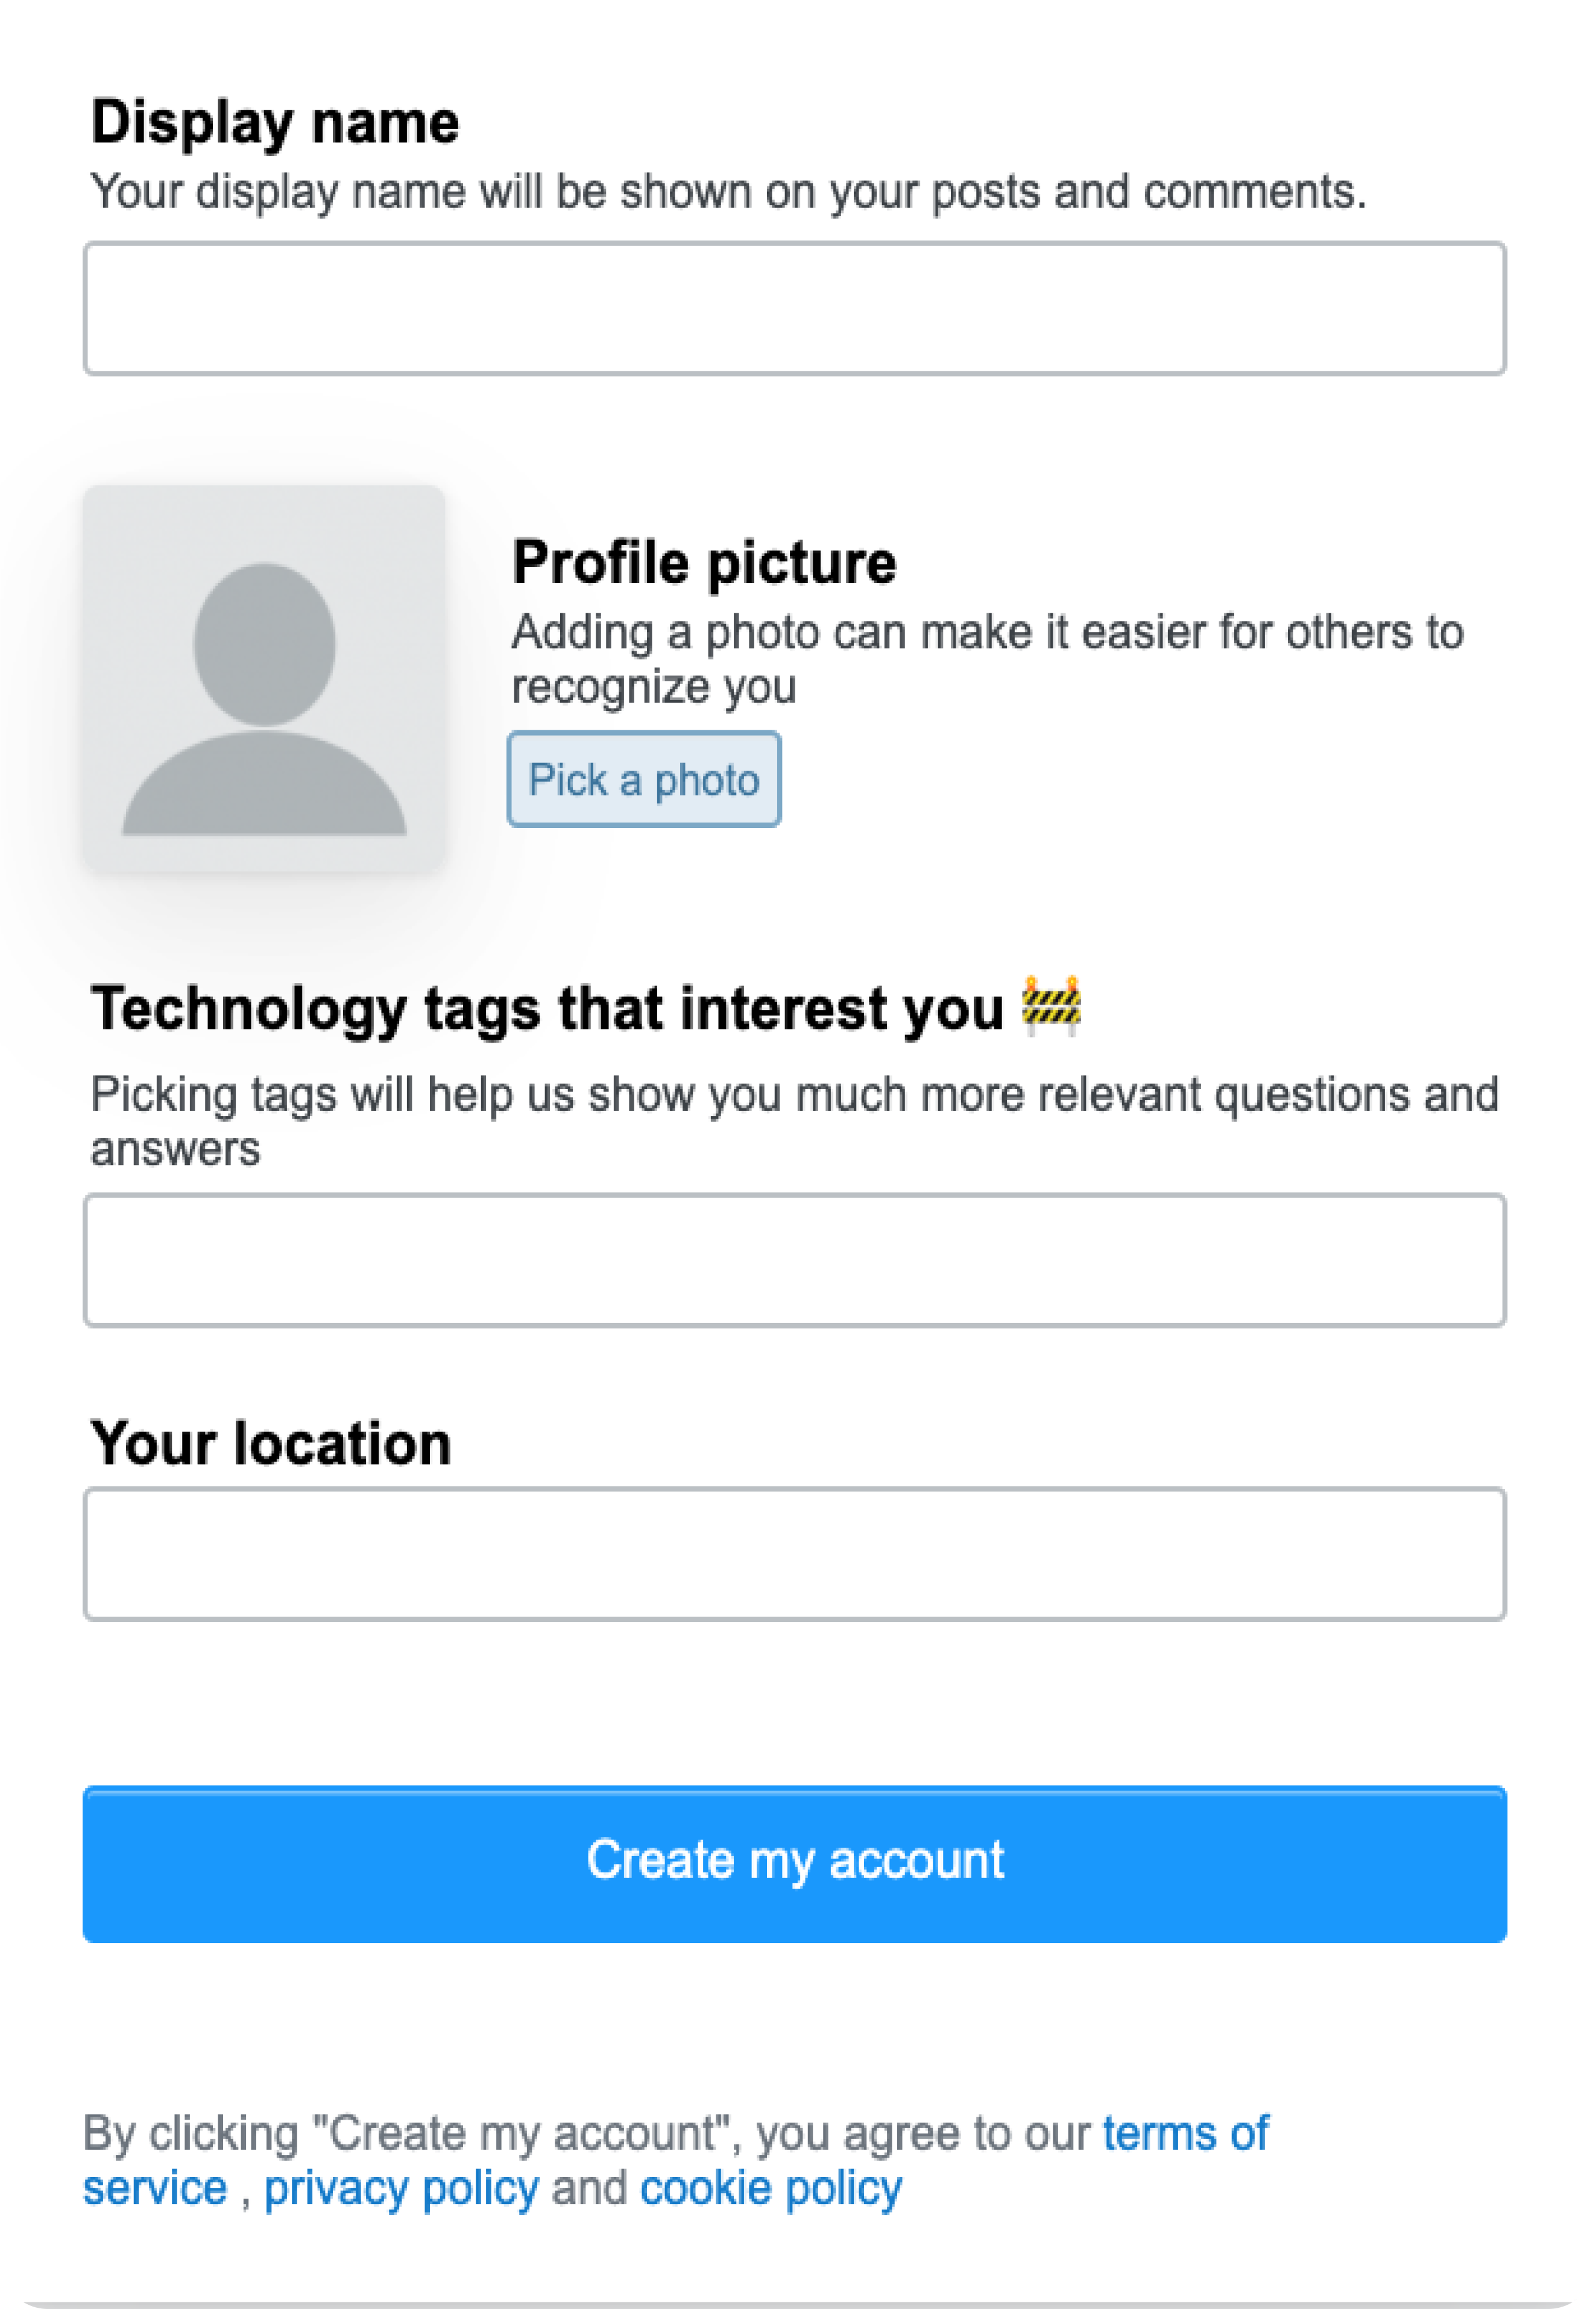 Display name
Your display name will be shown on your posts and comments.
Profile picture
Adding a photo can make it easier for others to
recognize you
Pick a photo
Technology tags that interest you 🚧
Picking tags will help us show you much more relevant questions and
answers
Your location
Create my account
By clicking "Create my account", you agree to our terms of
service , privacy policy and cookie policy